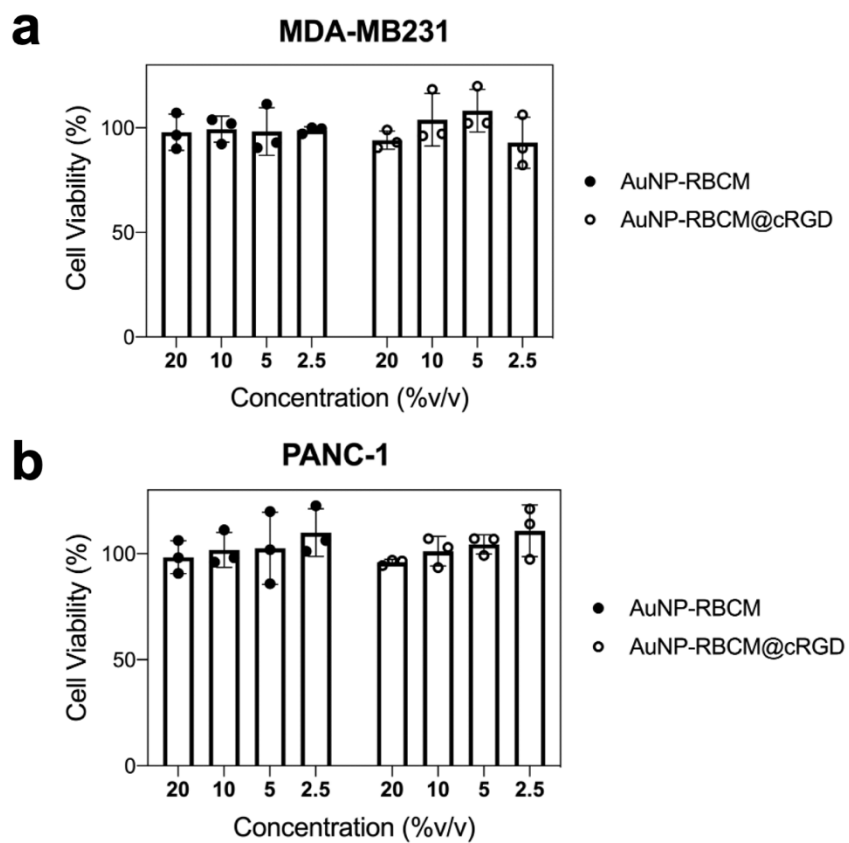 a
MDA-MB231
Cell Viability (%)
100
50
0
20 10 5 2.5 20 10 5 2.5
Concentration (%v/v)
AuNP-RBCM
AuNP-RBCM@cRGD
b
PANC-1
Cell Viability (%)
100
50
0
20 10 5 2.5 20 10 5 2.5
Concentration (%v/v)
AuNP-RBCM
AuNP-RBCM@cRGD